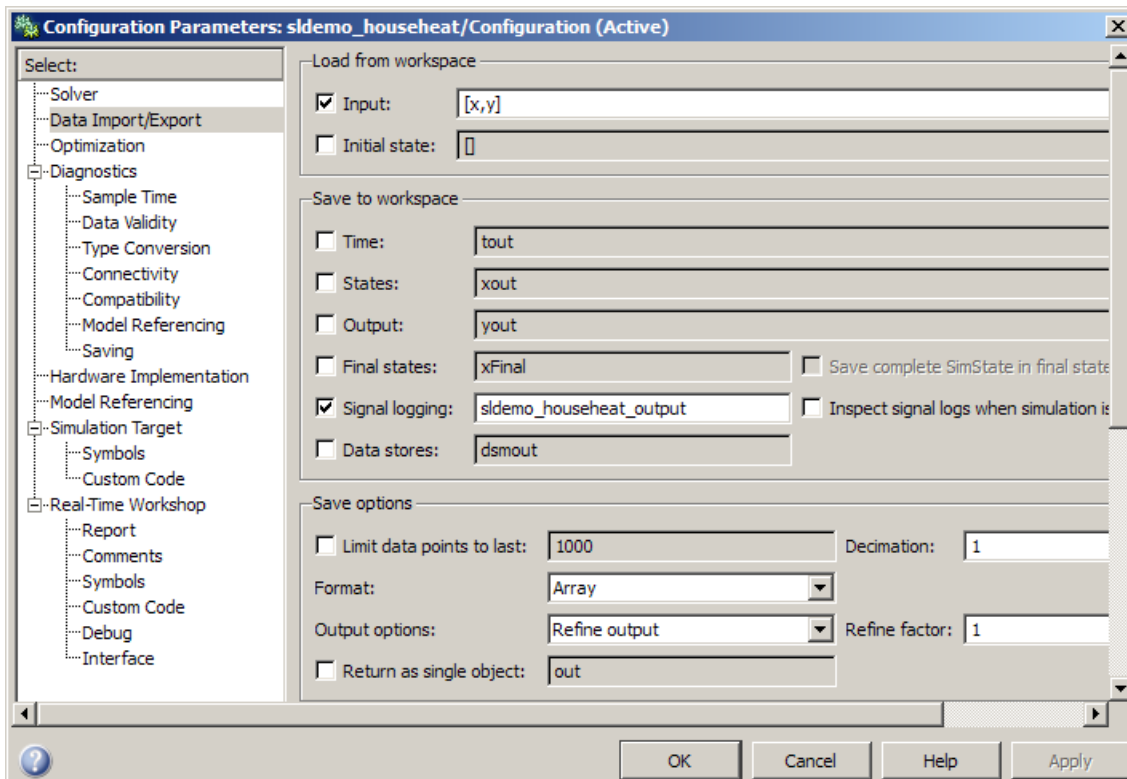 Configuration Parameters: sldemo_househeat/Configuration (Active)
Select:
Solver
Data Import/Export
Optimization
Diagnostics
Sample Time
Data Validity
Type Conversion
Connectivity
Compatibility
Model Referencing
Saving
Hardware Implementation
Model Referencing
Simulation Target
Symbols
Custom Code
Real-Time Workshop
Report
Comments
Symbols
Custom Code
Debug
Interface
Load from workspace
Input: [x,y]
Initial state: []
Save to workspace
Time: tout
States: xout
Output: yout
Final states: xFinal Save complete SimState in final state
Signal logging: sldemo_househeat_output Inspect signal logs when simulation is
Data stores: dsmout
Save options
Limit data points to last: 1000 Decimation: 1
Format: Array
Output options: Refine output Refine factor: 1
Return as single object: out
OK Cancel Help Apply